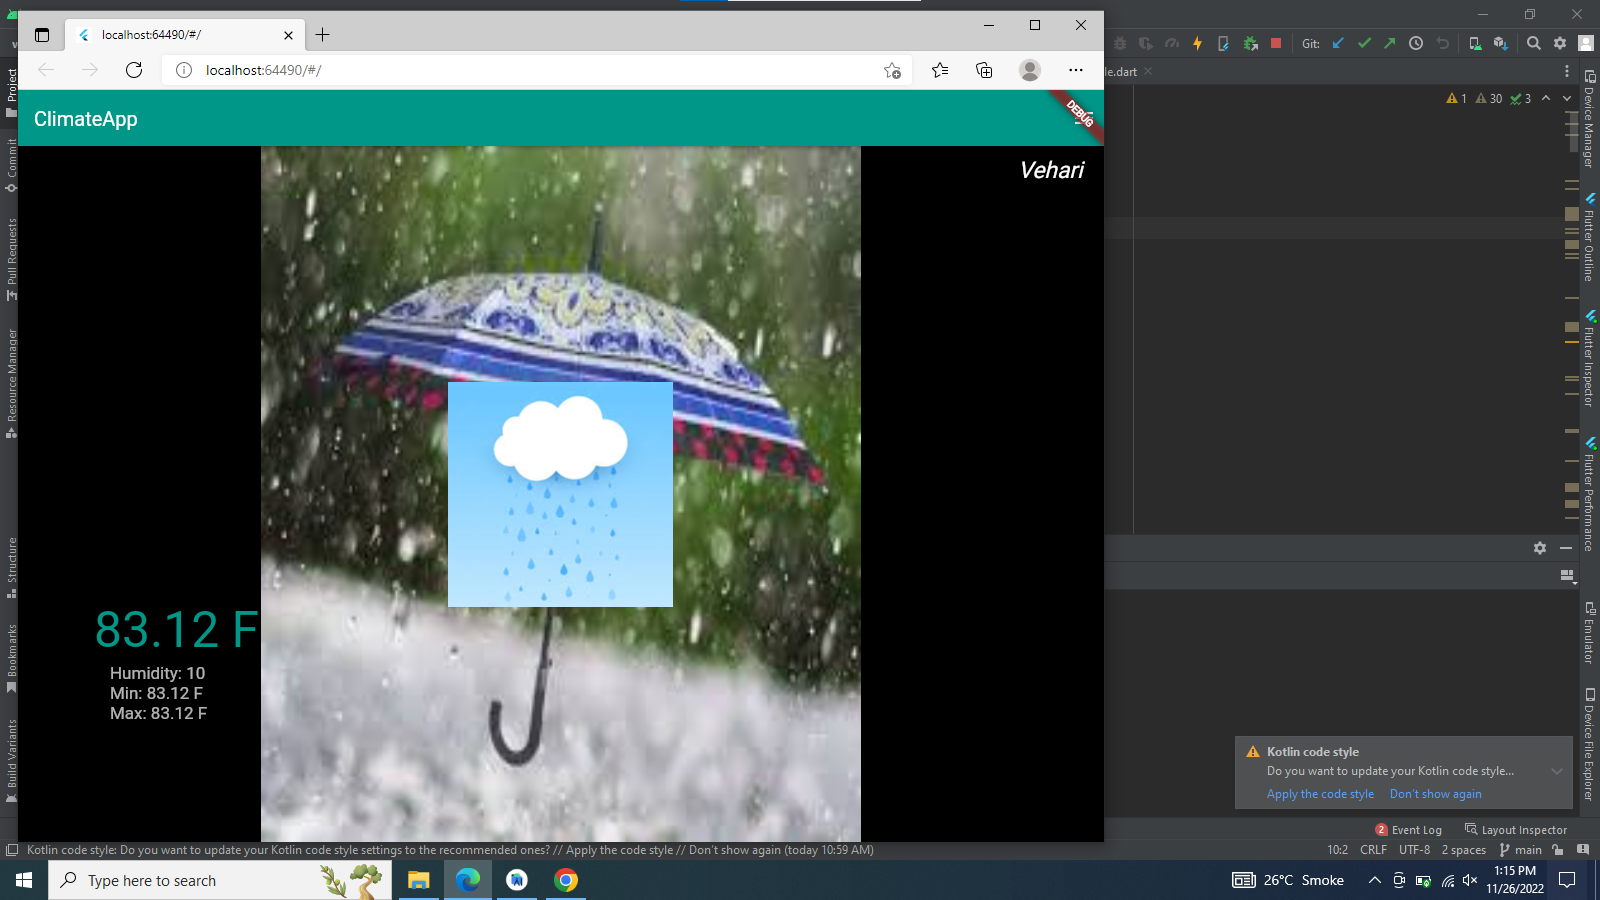 localhost:64490/#/
localhost:64490/#/
Git:
le.dart
ClimateApp
DEBUG
1 30 3
Vehari
83.12 F
Humidity: 10
Min: 83.12 F
Max: 83.12 F
Project
Commit
Pull Requests
Resource Manager
Structure
Bookmarks
Build Variants
Device Manager
Flutter Outline
Flutter Inspector
Flutter Performance
Emulator
Device File Explorer
Kotlin code style
Do you want to update your Kotlin code style...
Apply the code style Don't show again
2 Event Log Layout Inspector
Kotlin code style: Do you want to update your Kotlin code style settings to the recommended ones? // Apply the code style // Don't show again (today 10:59 AM)
10:2 CRLF UTF-8 2 spaces main
Type here to search
26°C Smoke
1:15 PM
11/26/2022